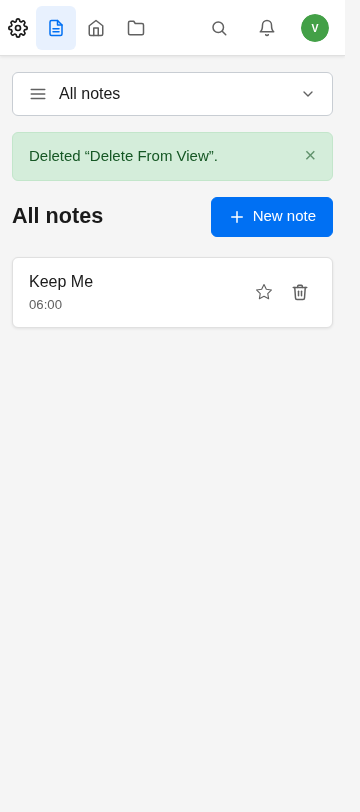 V
All notes
Deleted “Delete From View”.
All notes
New note
Keep Me
06:00